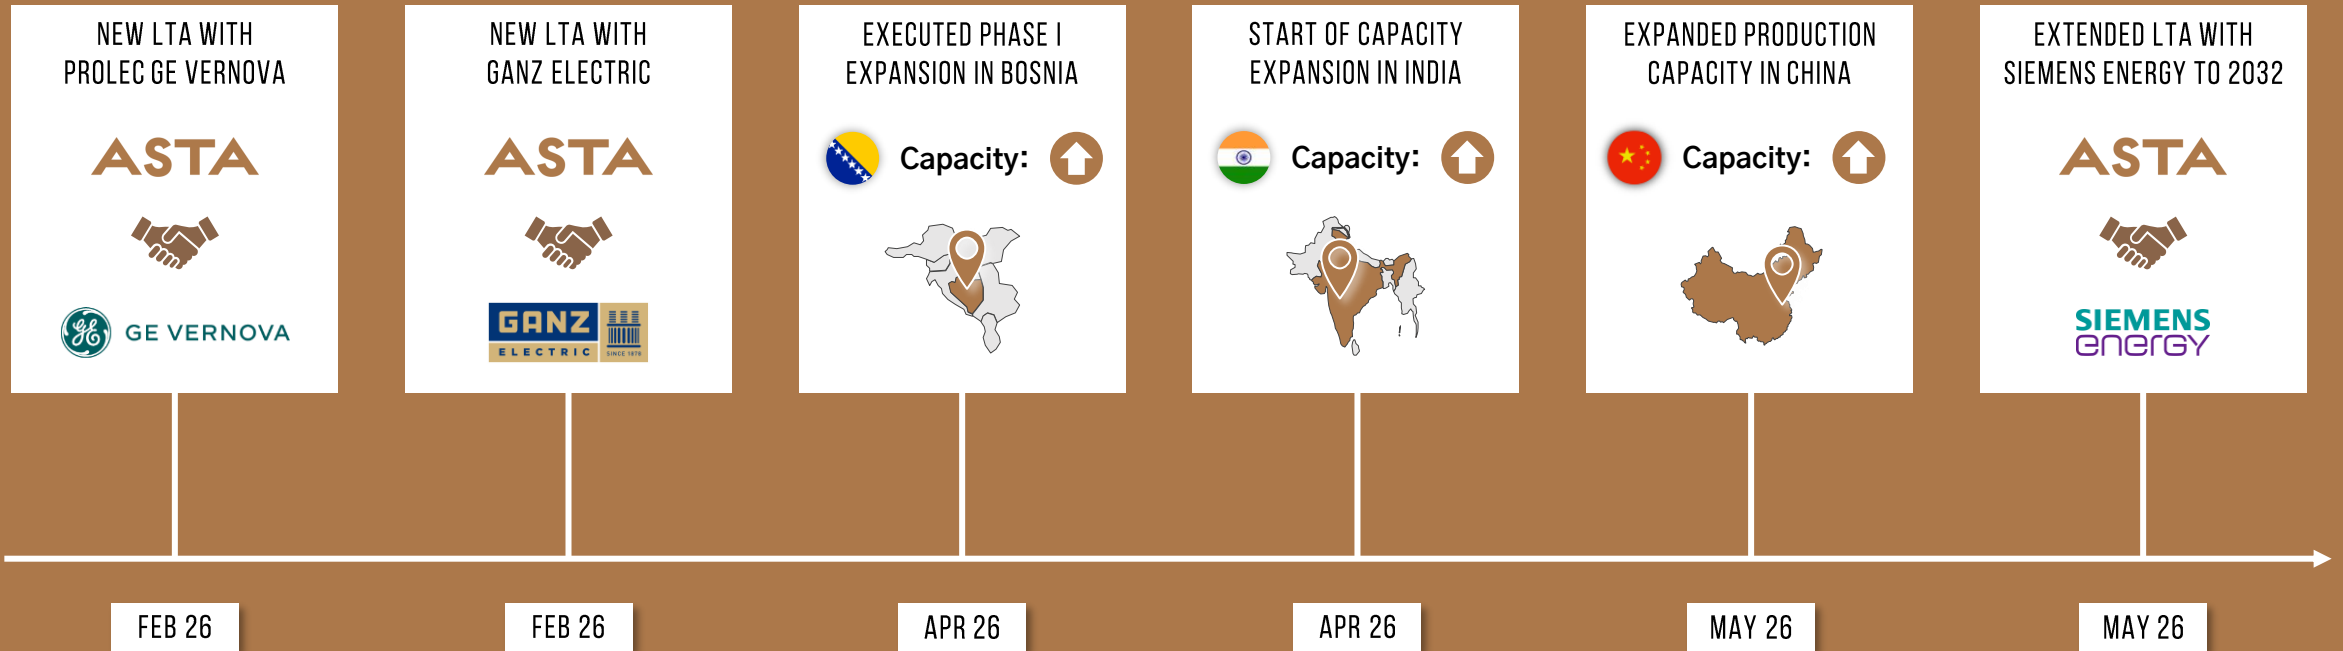 NEW LTA WITH
PROLEC GE VERNOVA
ASTA
GE VERNOVA
FEB 26
NEW LTA WITH
GANZ ELECTRIC
ASTA
GANZ
ELECTRIC
SINCE 1878
FEB 26
EXECUTED PHASE I
EXPANSION IN BOSNIA
Capacity:
APR 26
START OF CAPACITY
EXPANSION IN INDIA
Capacity:
APR 26
EXPANDED PRODUCTION
CAPACITY IN CHINA
Capacity:
MAY 26
EXTENDED LTA WITH
SIEMENS ENERGY TO 2032
ASTA
SIEMENS
energy
MAY 26